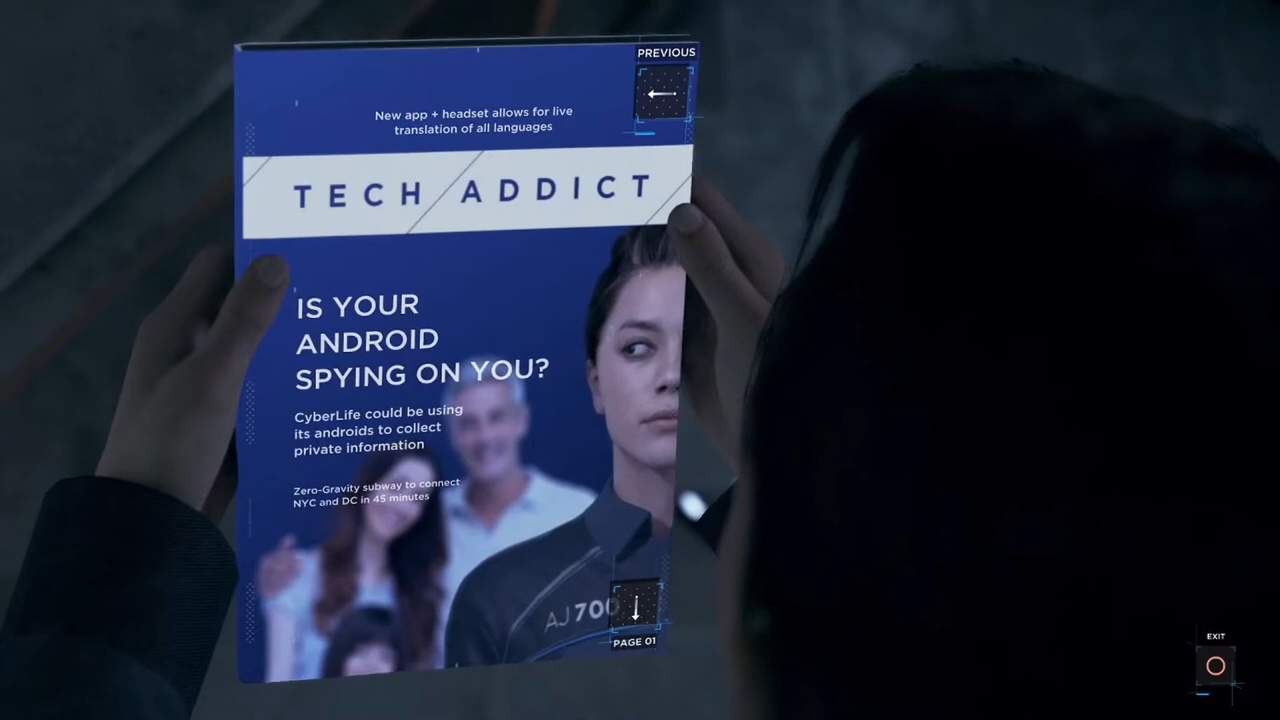 PREVIOUS
New app + headset allows for live
translation of all languages
TECH ADDICT
IS YOUR
ANDROID
SPYING ON YOU?
CyberLife could be using
its androids to collect
private information
Zero-Gravity subway to connect
NYC and DC in 45 minutes
AJ 700
PAGE 01
EXIT